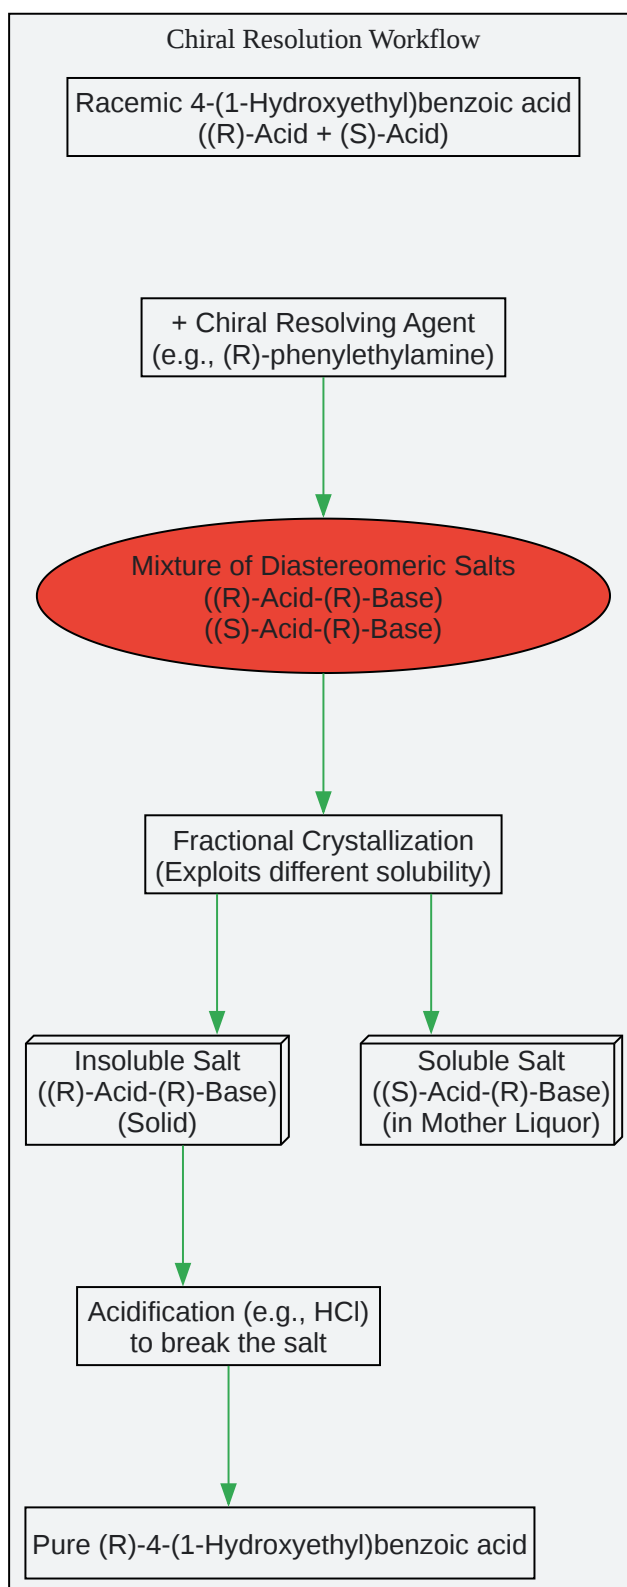 Chiral Resolution Workflow
Racemic 4-(1-Hydroxyethyl)benzoic acid
((R)-Acid + (S)-Acid)
+ Chiral Resolving Agent
(e.g., (R)-phenylethylamine)
Mixture of Diastereomeric Salts
((R)-Acid-(R)-Base)
((S)-Acid-(R)-Base)
Fractional Crystallization
(Exploits different solubility)
Insoluble Salt
((R)-Acid-(R)-Base)
(Solid)
Soluble Salt
((S)-Acid-(R)-Base)
(in Mother Liquor)
Acidification (e.g., HCl)
to break the salt
Pure (R)-4-(1-Hydroxyethyl)benzoic acid